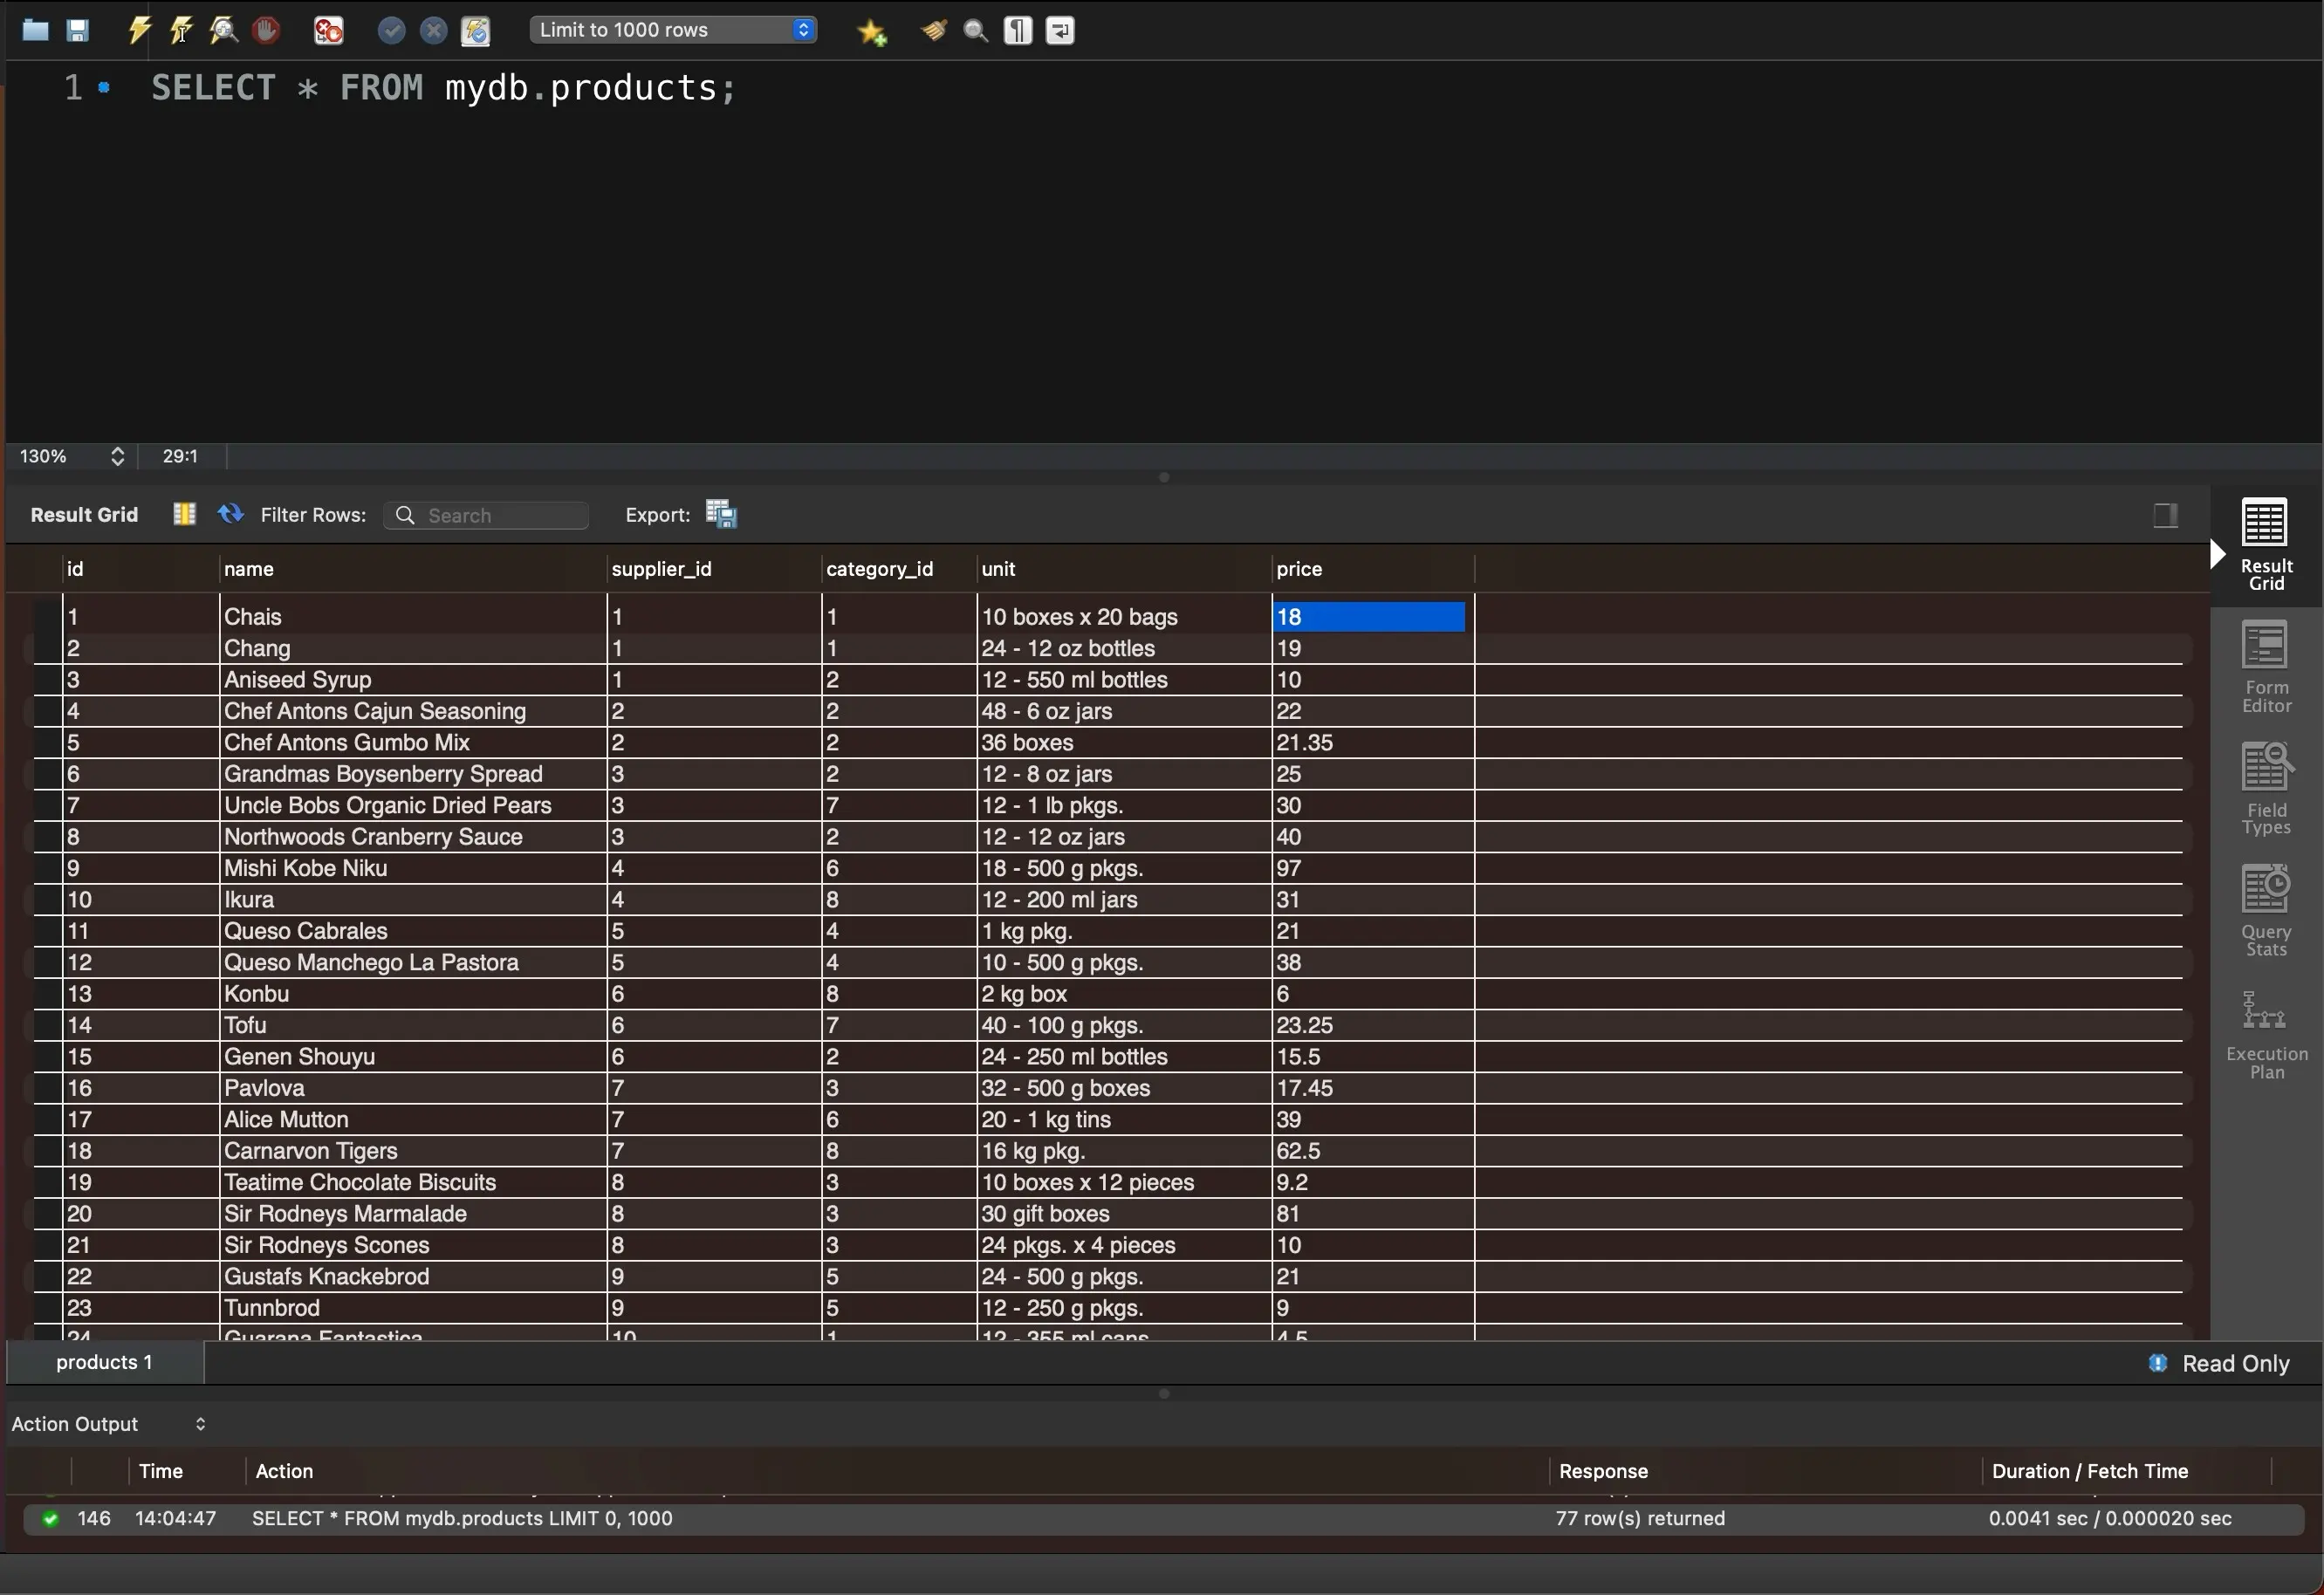 Limit to 1000 rows
1 SELECT * FROM mydb.products;
130% 29:1
Result Grid Filter Rows: Search Export:
id name supplier_id category_id unit price
1 Chais 1 1 10 boxes x 20 bags 18
2 Chang 1 1 24 - 12 oz bottles 19
3 Aniseed Syrup 1 2 12 - 550 ml bottles 10
4 Chef Antons Cajun Seasoning 2 2 48 - 6 oz jars 22
5 Chef Antons Gumbo Mix 2 2 36 boxes 21.35
6 Grandmas Boysenberry Spread 3 2 12 - 8 oz jars 25
7 Uncle Bobs Organic Dried Pears 3 7 12 - 1 lb pkgs. 30
8 Northwoods Cranberry Sauce 3 2 12 - 12 oz jars 40
9 Mishi Kobe Niku 4 6 18 - 500 g pkgs. 97
10 Ikura 4 8 12 - 200 ml jars 31
11 Queso Cabrales 5 4 1 kg pkg. 21
12 Queso Manchego La Pastora 5 4 10 - 500 g pkgs. 38
13 Konbu 6 8 2 kg box 6
14 Tofu 6 7 40 - 100 g pkgs. 23.25
15 Genen Shouyu 6 2 24 - 250 ml bottles 15.5
16 Pavlova 7 3 32 - 500 g boxes 17.45
17 Alice Mutton 7 6 20 - 1 kg tins 39
18 Carnarvon Tigers 7 8 16 kg pkg. 62.5
19 Teatime Chocolate Biscuits 8 3 10 boxes x 12 pieces 9.2
20 Sir Rodneys Marmalade 8 3 30 gift boxes 81
21 Sir Rodneys Scones 8 3 24 pkgs. x 4 pieces 10
22 Gustafs Knackebrod 9 5 24 - 500 g pkgs. 21
23 Tunnbrod 9 5 12 - 250 g pkgs. 9
24 Guarana Fantastica 10 1 12 - 355 ml cans 4.5
Result
Grid
Form
Editor
Field
Types
Query
Stats
Execution
Plan
products 1 Read Only
Action Output
Time Action Response Duration / Fetch Time
146 14:04:47 SELECT * FROM mydb.products LIMIT 0, 1000 77 row(s) returned 0.0041 sec / 0.000020 sec